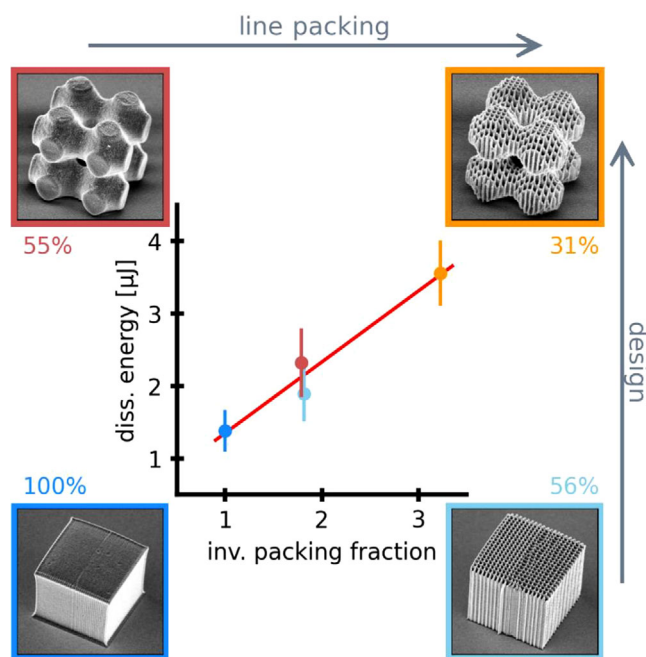 line packing
55%
31%
diss. energy [μJ]
4
3
2
1
1 2 3
inv. packing fraction
design
100%
56%